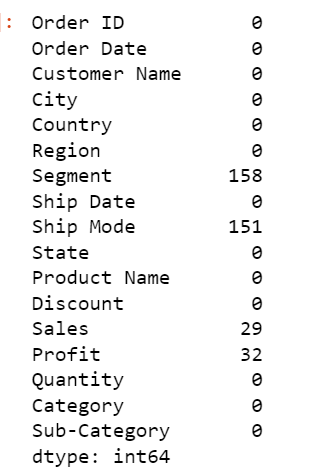 : Order ID 0
Order Date 0
Customer Name 0
City 0
Country 0
Region 0
Segment 158
Ship Date 0
Ship Mode 151
State 0
Product Name 0
Discount 0
Sales 29
Profit 32
Quantity 0
Category 0
Sub-Category 0
dtype: int64